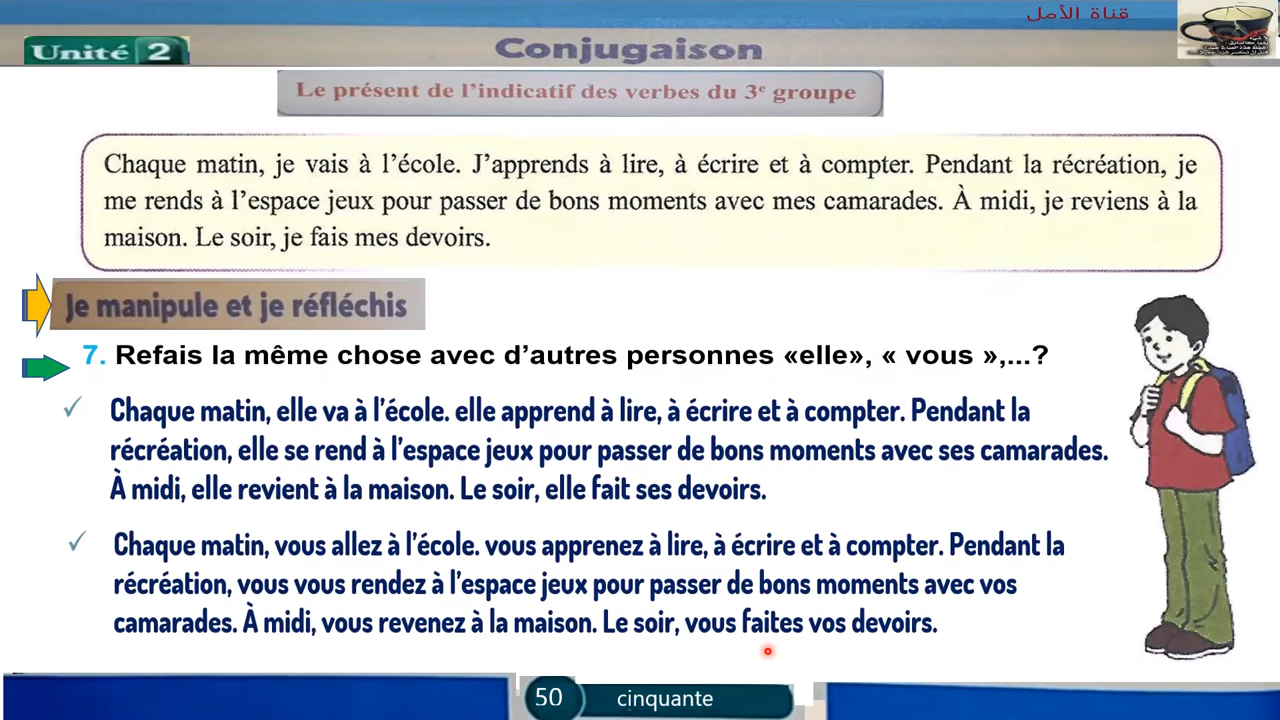 قناة الأمل
Unité 2
Conjugaison
Le présent de l'indicatif des verbes du 3e groupe
Chaque matin, je vais à l'école. J'apprends à lire, à écrire et à compter. Pendant la récréation, je
me rends à l'espace jeux pour passer de bons moments avec mes camarades. À midi, je reviens à la
maison. Le soir, je fais mes devoirs.
Je manipule et je réfléchis
7. Refais la même chose avec d'autres personnes «elle», « vous »,...?
✓ Chaque matin, elle va à l'école. elle apprend à lire, à écrire et à compter. Pendant la
récréation, elle se rend à l'espace jeux pour passer de bons moments avec ses camarades.
À midi, elle revient à la maison. Le soir, elle fait ses devoirs.
✓ Chaque matin, vous allez à l'école. vous apprenez à lire, à écrire et à compter. Pendant la
récréation, vous vous rendez à l'espace jeux pour passer de bons moments avec vos
camarades. À midi, vous revenez à la maison. Le soir, vous faites vos devoirs.
50 cinquante